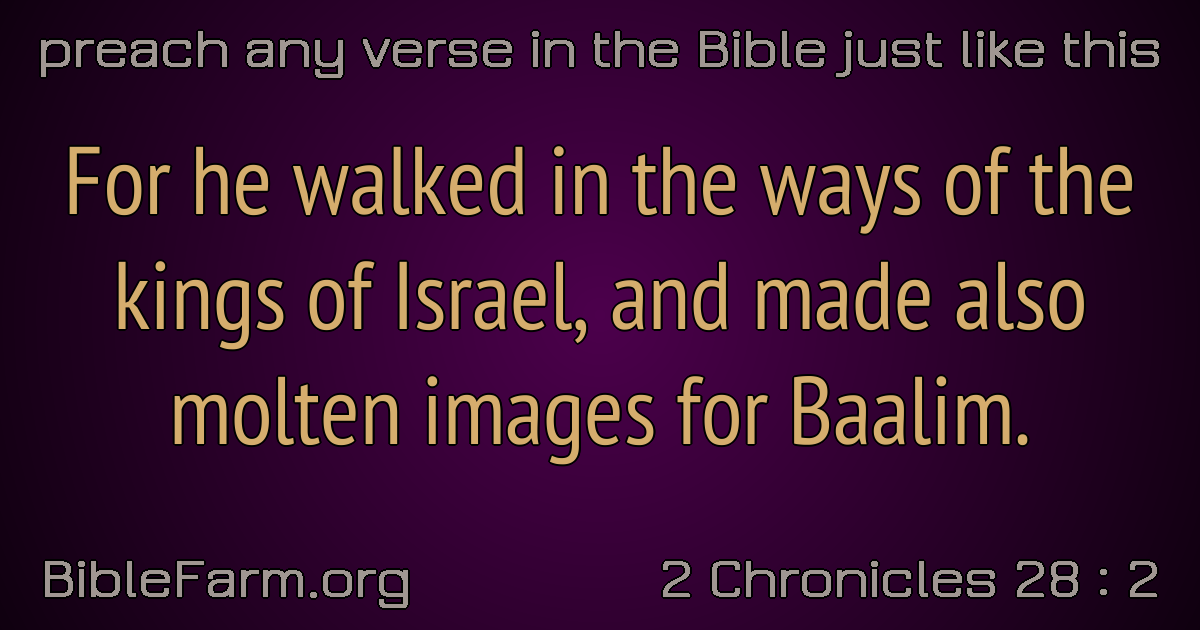 preach any verse in the Bible just like this
For he walked in the ways of the
kings of Israel, and made also
molten images for Baalim.
BibleFarm.org
2 Chronicles 28 : 2